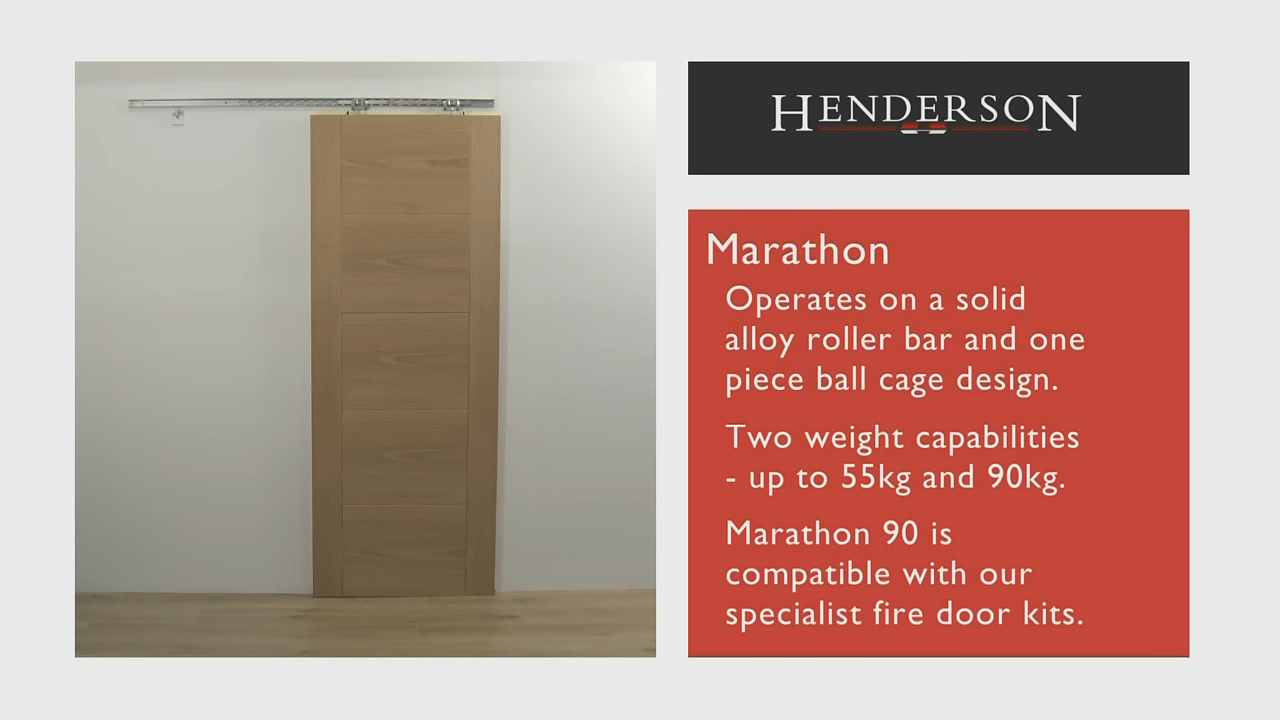 HENDERSON
Marathon
Operates on a solid
alloy roller bar and one
piece ball cage design.
Two weight capabilities
- up to 55kg and 90kg.
Marathon 90 is
compatible with our
specialist fire door kits.